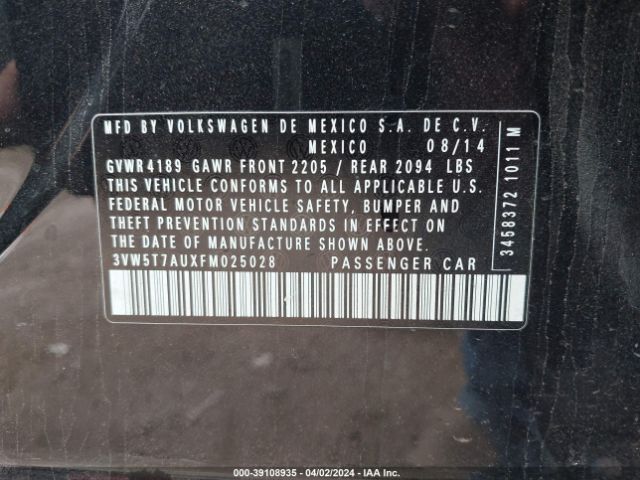 MFD BY VOLKSWAGEN DE MEXICO S.A. DE C.V.
MEXICO 08/14
GVWR 4189 GAWR FRONT 2205 / REAR 2094 LBS
THIS VEHICLE CONFORMS TO ALL APPLICABLE U.S.
FEDERAL MOTOR VEHICLE SAFETY, BUMPER AND
THEFT PREVENTION STANDARDS IN EFFECT ON
THE DATE OF MANUFACTURE SHOWN ABOVE.
3VW5T7AUXFM025028 PASSENGER CAR
3458372 1011 M
000-39108935 | 04/02/2024 - IAA Inc.